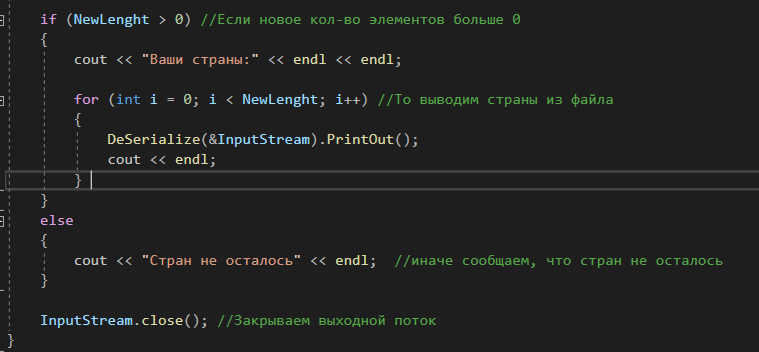 if (NewLenght > 0) //Если новое кол-во элементов больше 0
{
cout << "Ваши страны:" << endl << endl;
for (int i = 0; i < NewLenght; i++) //То выводим страны из файла
{
DeSerialize(&InputStream).PrintOut();
cout << endl;
}
}
else
{
cout << "Стран не осталось" << endl; //иначе сообщаем, что стран не осталось
}
InputStream.close(); //Закрываем выходной поток
}